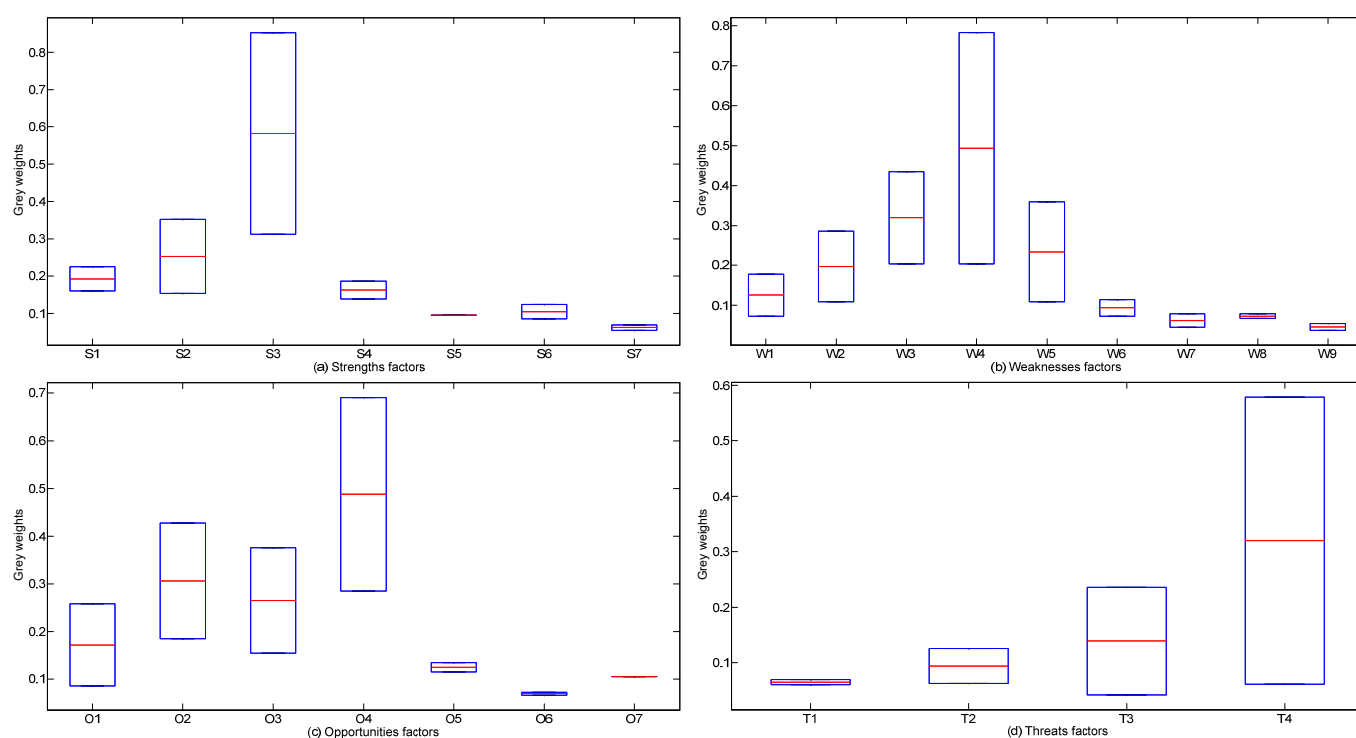 0.8
0.7
0.6
0.5
0.4
0.3
0.2
0.1
Grey weights
S1 S2 S3 S4 S5 S6 S7
(a) Strengths factors
0.8
0.7
0.6
0.5
0.4
0.3
0.2
0.1
Grey weights
W1 W2 W3 W4 W5 W6 W7 W8 W9
(b) Weaknesses factors
0.7
0.6
0.5
0.4
0.3
0.2
0.1
Grey weights
O1 O2 O3 O4 O5 O6 O7
(c) Opportunities factors
0.6
0.5
0.4
0.3
0.2
0.1
Grey weights
T1 T2 T3 T4
(d) Threats factors